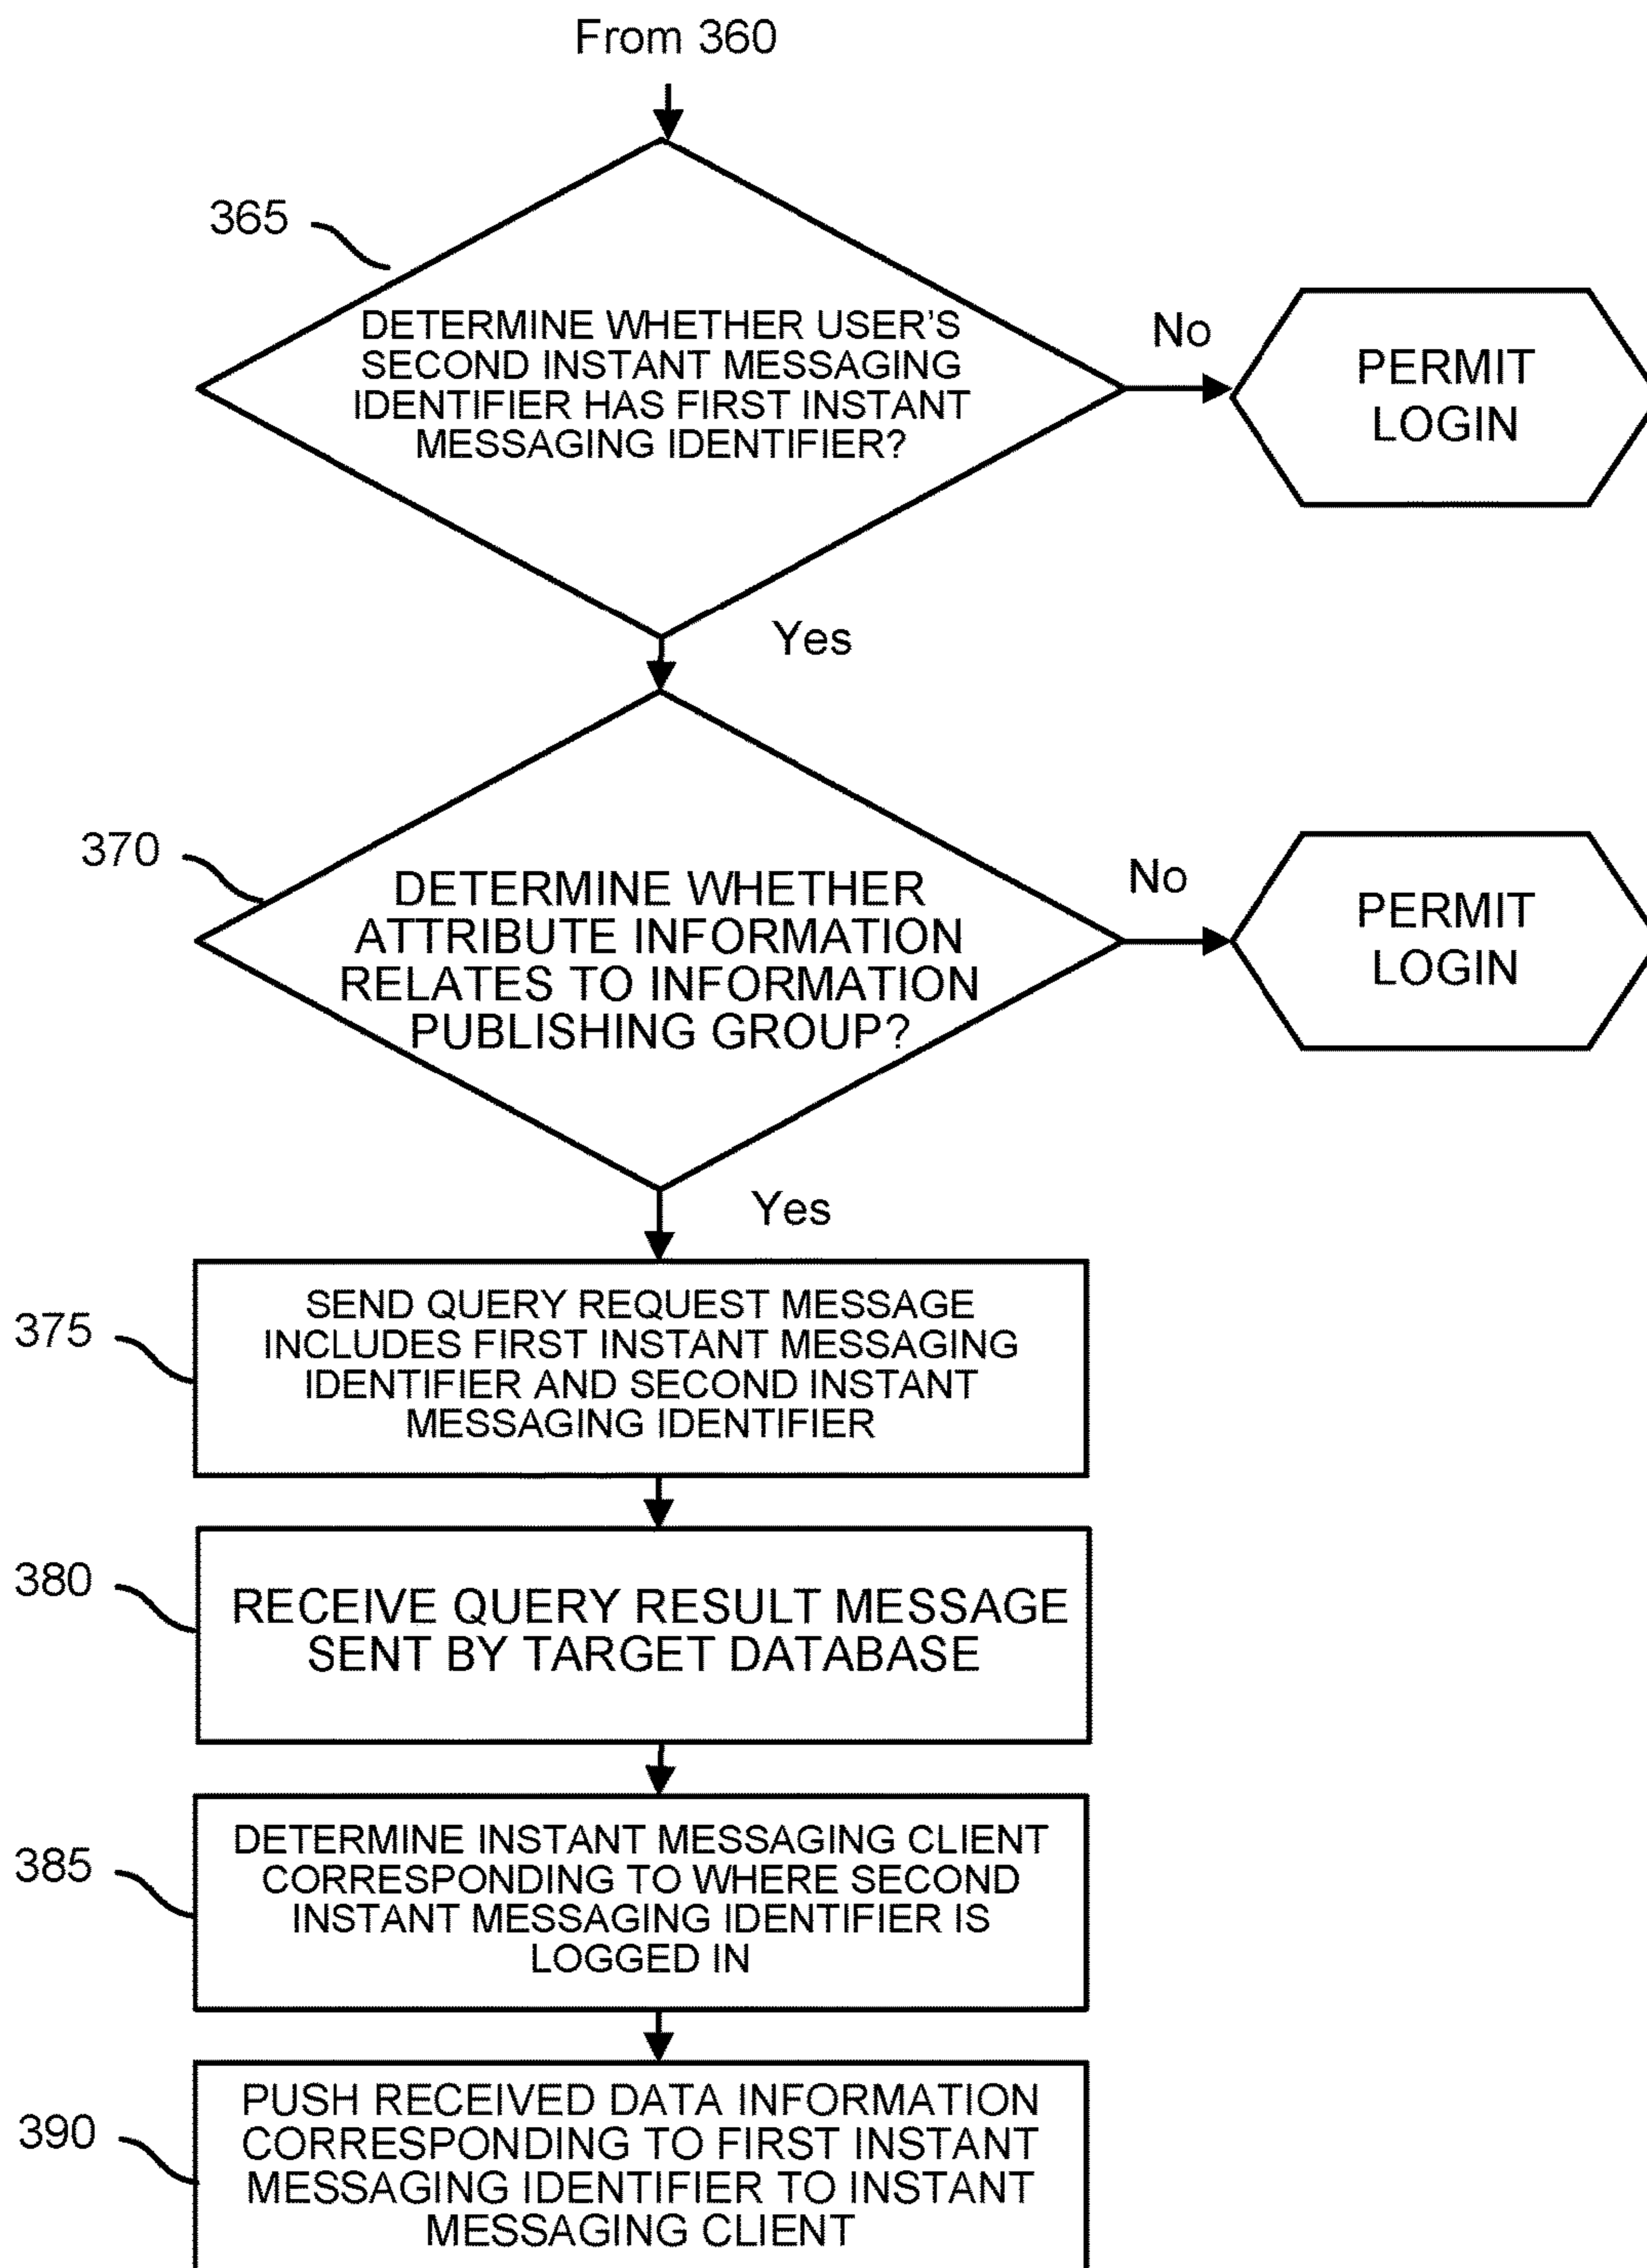 From 360
365
DETERMINE WHETHER USER'S
SECOND INSTANT MESSAGING
IDENTIFIER HAS FIRST INSTANT
MESSAGING IDENTIFIER?
No
PERMIT
LOGIN
Yes
370
DETERMINE WHETHER
ATTRIBUTE INFORMATION
RELATES TO INFORMATION
PUBLISHING GROUP?
No
PERMIT
LOGIN
Yes
375
SEND QUERY REQUEST MESSAGE
INCLUDES FIRST INSTANT MESSAGING
IDENTIFIER AND SECOND INSTANT
MESSAGING IDENTIFIER
380
RECEIVE QUERY RESULT MESSAGE
SENT BY TARGET DATABASE
385
DETERMINE INSTANT MESSAGING CLIENT
CORRESPONDING TO WHERE SECOND
INSTANT MESSAGING IDENTIFIER IS
LOGGED IN
390
PUSH RECEIVED DATA INFORMATION
CORRESPONDING TO FIRST INSTANT
MESSAGING IDENTIFIER TO INSTANT
MESSAGING CLIENT